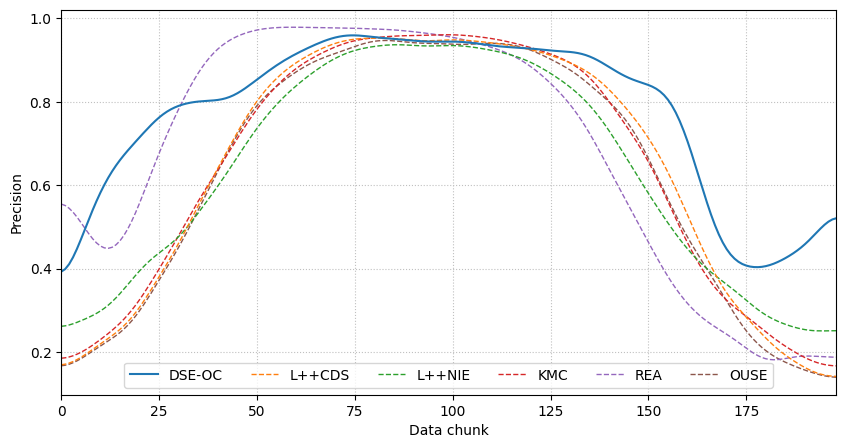 1.0
0.8
0.6
0.4
0.2
Precision
DSE-OC L++CDS L++NIE KMC REA OUSE
0 25 50 75 100 125 150 175
Data chunk